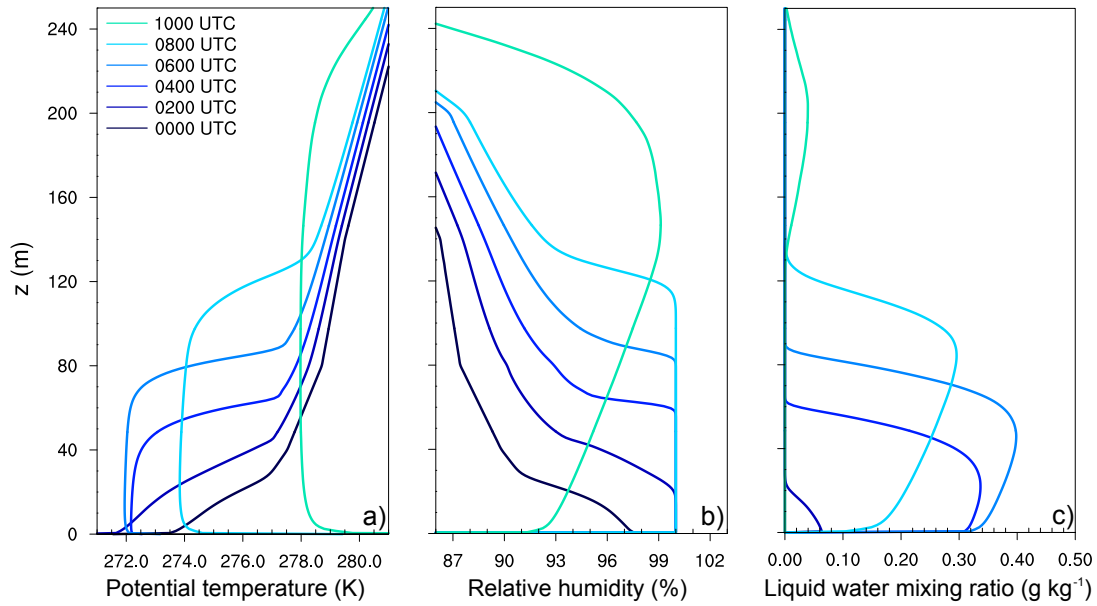 240
200
160
120
80
40
0
z (m)
1000 UTC
0800 UTC
0600 UTC
0400 UTC
0200 UTC
0000 UTC
a)
272.0 274.0 276.0 278.0 280.0
Potential temperature (K)
b)
87 90 93 96 99 102
Relative humidity (%)
c)
0.00 0.10 0.20 0.30 0.40 0.50
Liquid water mixing ratio (g kg⁻¹)